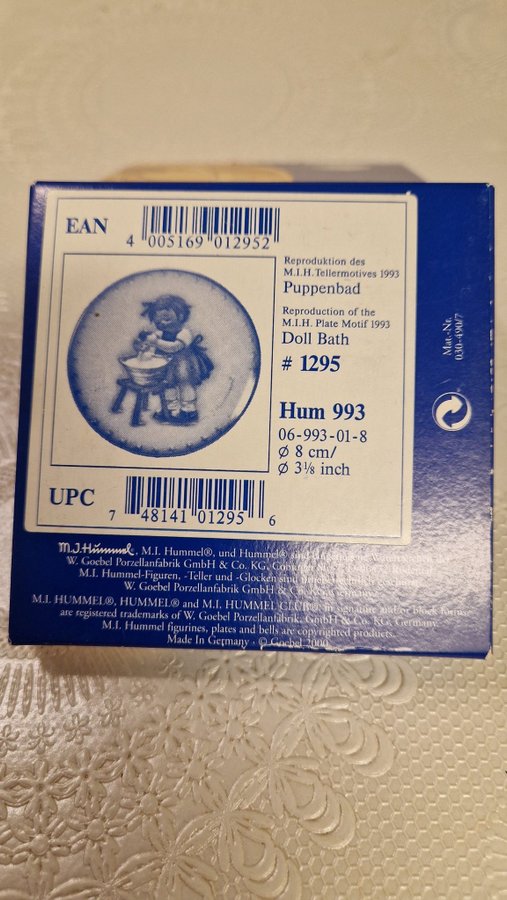 EAN
4 005169 012952
Reproduktion des
M.I.H. Tellermotives 1993
Puppenbad
Reproduction of the
M.I.H. Plate Motif 1993
Doll Bath
# 1295
Hum 993
06-993-01-8
⌀ 8 cm/
⌀ 3⅛ inch
UPC
7 48141 01295 6
Mat.-Nr.
030-490/7
M.J. Hummel, M.I. Hummel®, und Hummel® sind
W. Goebel Porzellanfabrik GmbH & Co. KG,
M.I. Hummel-Figuren, -Teller und -Glocken sind
W. Goebel Porzellanfabrik GmbH & Co.
M.I. HUMMEL®, HUMMEL® and M.I. HUMMEL CLUB® in signature and/or block forms
are registered trademarks of W. Goebel Porzellanfabrik, GmbH & Co. KG, Germany.
M.I. Hummel figurines, plates and bells are copyrighted products.
Made In Germany · © Goebel 2000